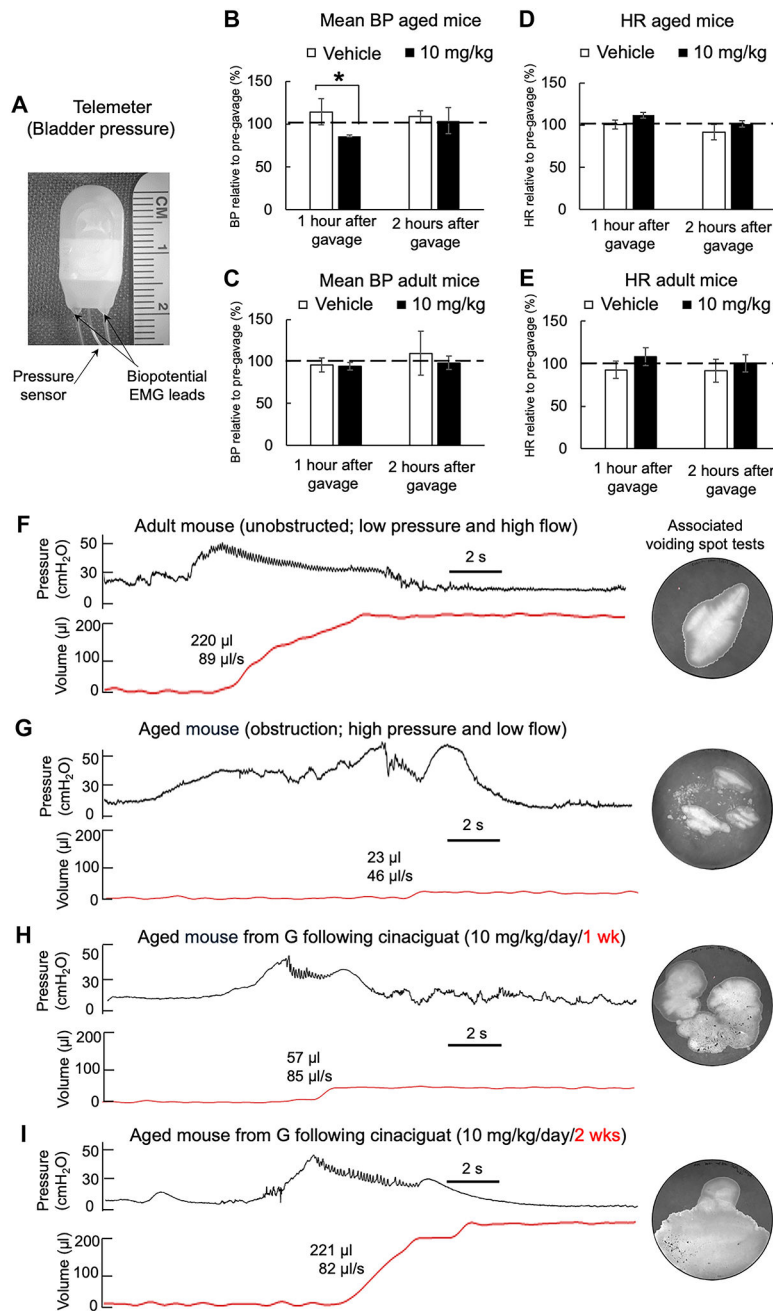 A
Telemeter
(Bladder pressure)
CM
1
2
Pressure
sensor
Biopotential
EMG leads
B
Mean BP aged mice
Vehicle
10 mg/kg
BP relative to pre-gavage (%)
150
100
50
0
*
1 hour after
gavage
2 hours after
gavage
D
HR aged mice
Vehicle
10 mg/kg
HR relative to pre-gavage (%)
150
100
50
0
1 hour after
gavage
2 hours after
gavage
C
Mean BP adult mice
Vehicle
10 mg/kg
BP relative to pre-gavage (%)
150
100
50
0
1 hour after
gavage
2 hours after
gavage
E
HR adult mice
Vehicle
10 mg/kg
HR relative to pre-gavage (%)
150
100
50
0
1 hour after
gavage
2 hours after
gavage
F
Adult mouse (unobstructed; low pressure and high flow)
Associated
voiding spot tests
Pressure
(cmH2O)
50
30
0
2 s
Volume (µl)
200
100
0
220 µl
89 µl/s
G
Aged mouse (obstruction; high pressure and low flow)
Pressure
(cmH2O)
50
30
0
2 s
Volume (µl)
200
100
0
23 µl
46 µl/s
H
Aged mouse from G following cinaciguat (10 mg/kg/day/1 wk)
Pressure
(cmH2O)
50
30
0
2 s
Volume (µl)
200
100
0
57 µl
85 µl/s
I
Aged mouse from G following cinaciguat (10 mg/kg/day/2 wks)
Pressure
(cmH2O)
50
30
0
2 s
Volume (µl)
200
100
0
221 µl
82 µl/s